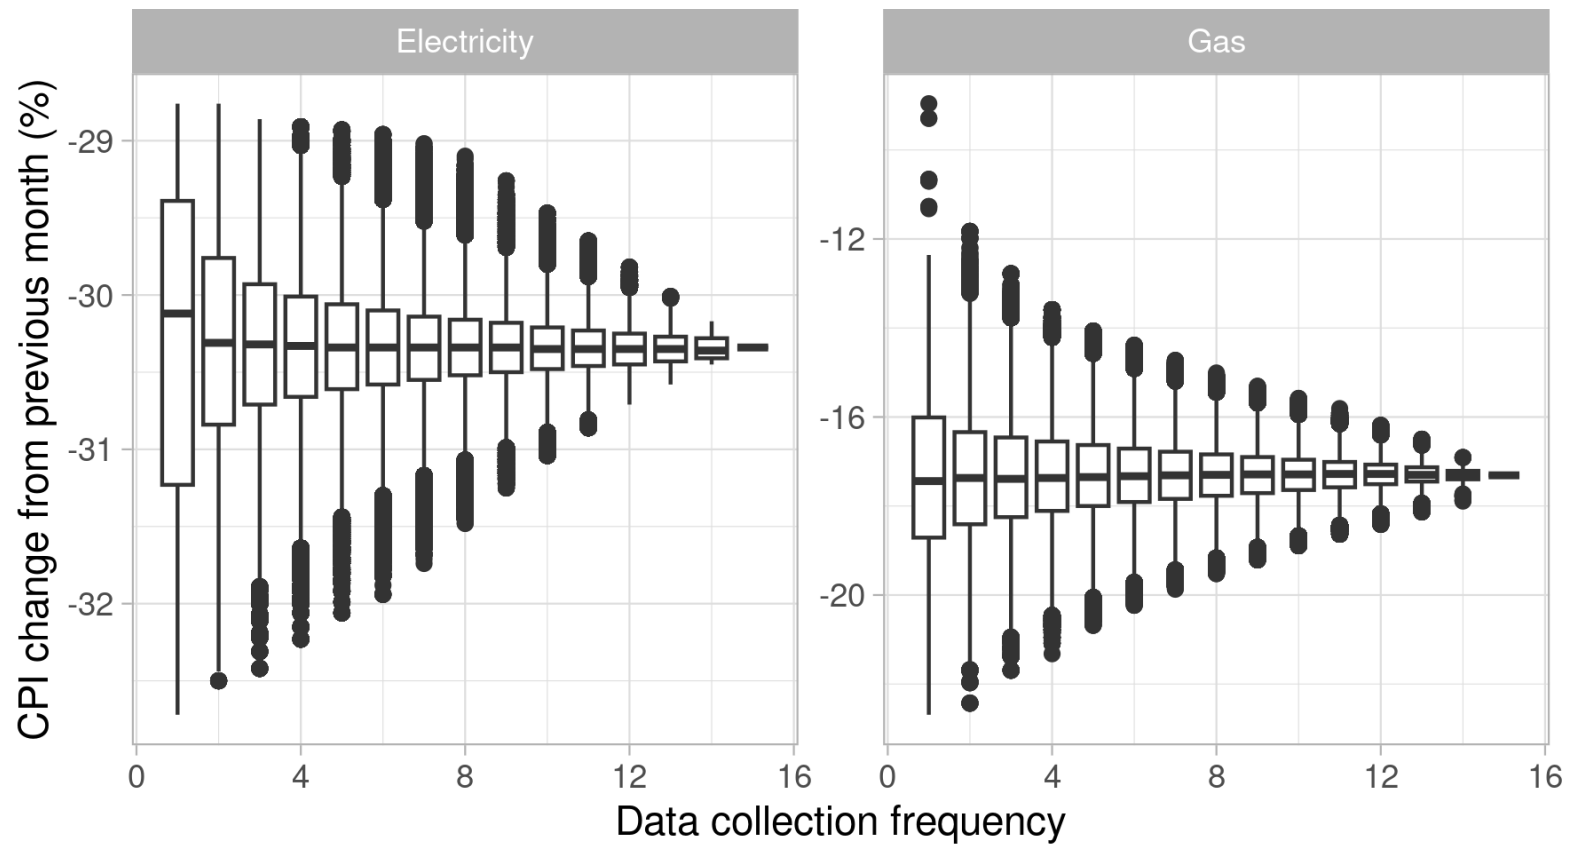 Electricity
Gas
CPI change from previous month (%)
-29
-30
-31
-32
-12
-16
-20
0 4 8 12 16
0 4 8 12 16
Data collection frequency